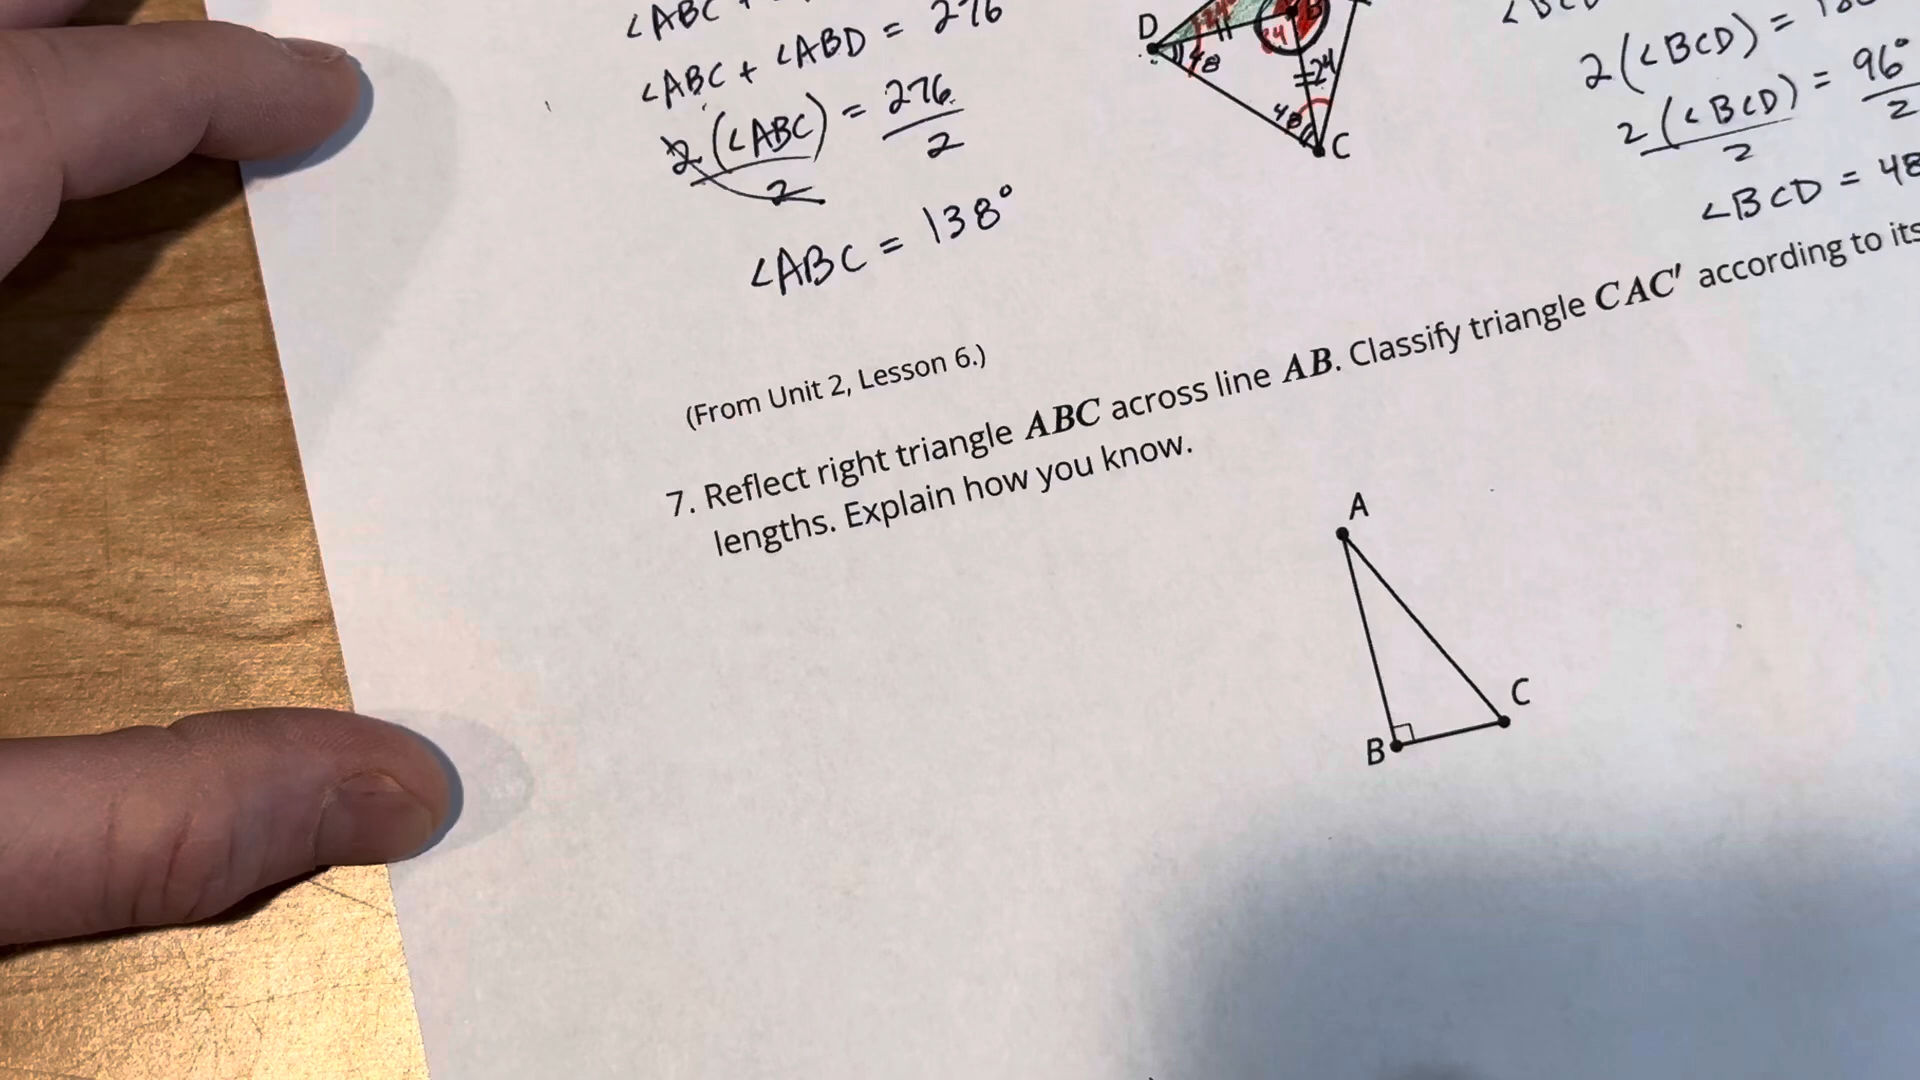 ∠ABC +
∠ABC + ∠ABD = 276
2(∠ABC) = 276
2 2
∠ABC = 138°
D
48
24
48
C
2(∠BCD) =
2(∠BCD) = 96°
2 2
∠BCD = 48
(From Unit 2, Lesson 6.)
7. Reflect right triangle ABC across line AB. Classify triangle CAC′ according to its
lengths. Explain how you know.
A
C
B